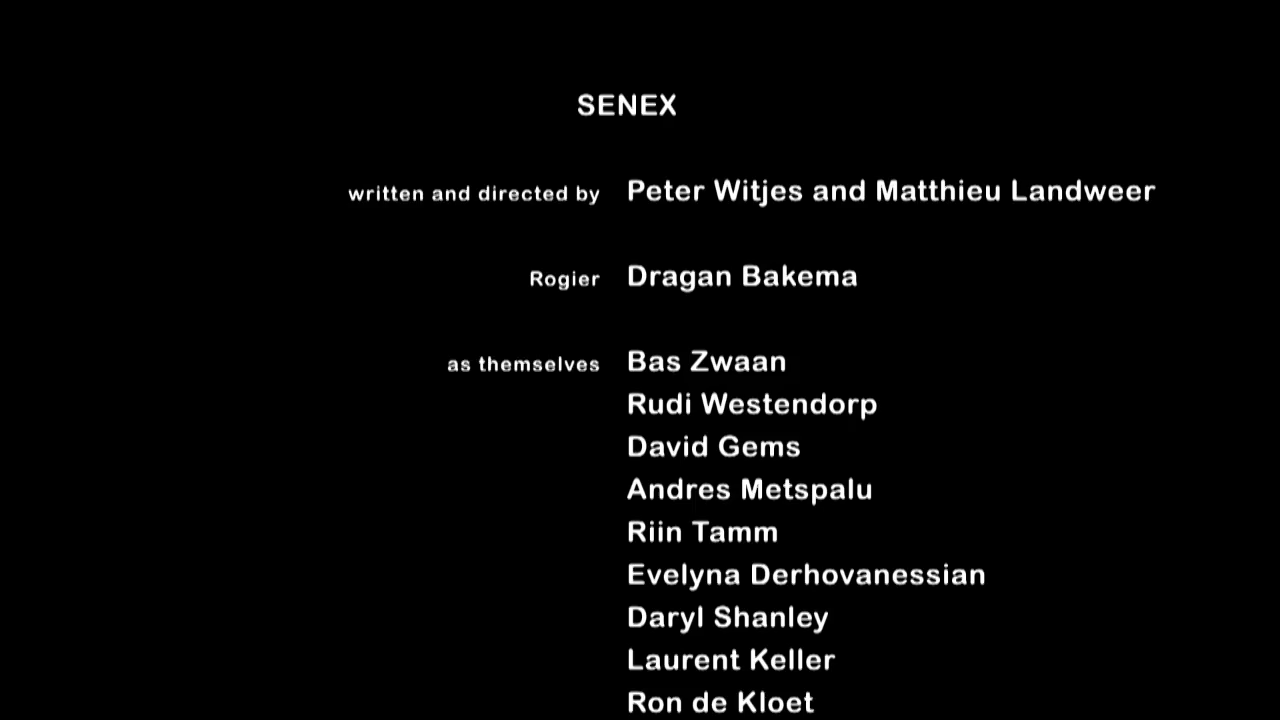 SENEX
written and directed by Peter Witjes and Matthieu Landweer
Rogier Dragan Bakema
as themselves Bas Zwaan
Rudi Westendorp
David Gems
Andres Metspalu
Riin Tamm
Evelyna Derhovanessian
Daryl Shanley
Laurent Keller
Ron de Kloet